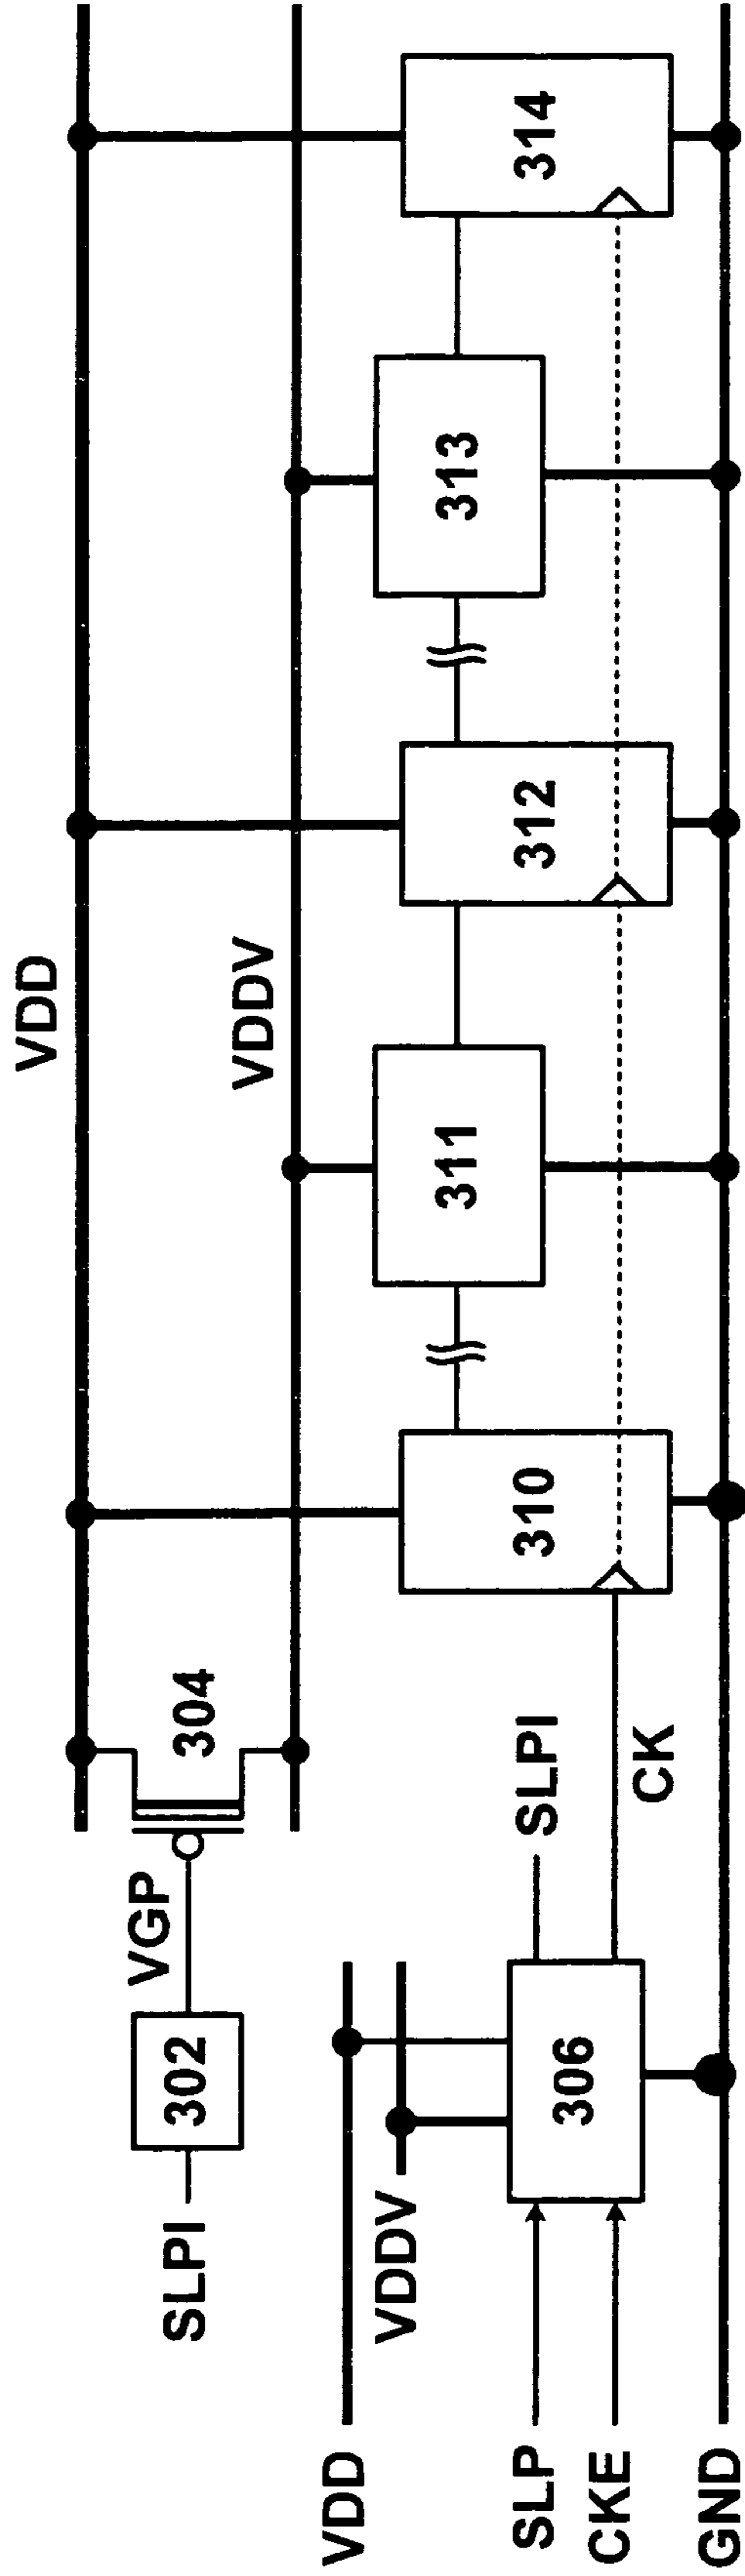 VDD
SLPI
302
VGP
304
VDDV
VDD
VDDV
SLP
CKE
306
SLPI
CK
310
311
312
313
314
GND